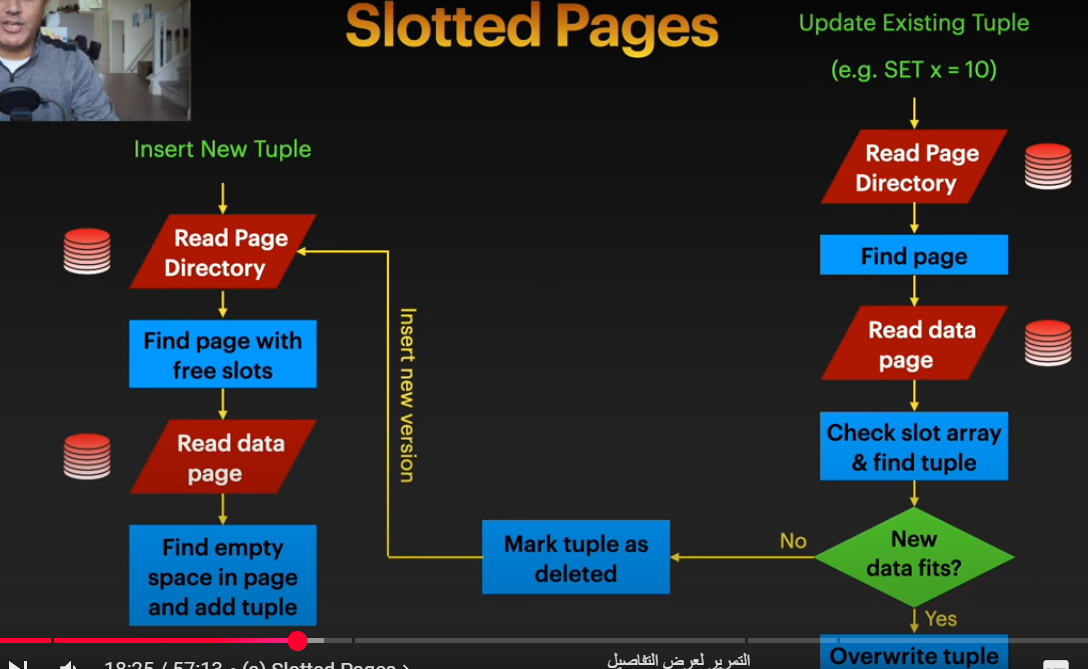 Slotted Pages
Update Existing Tuple
(e.g. SET x = 10)
Insert New Tuple
Read Page
Directory
Find page with
free slots
Read data
page
Find empty
space in page
and add tuple
Insert new version
Mark tuple as
deleted
No
Read Page
Directory
Find page
Read data
page
Check slot array
& find tuple
New
data fits?
Yes
Overwrite tuple
18:25 / 57:13 • (a) Slotted Pages >
التمرير لعرض التفاصيل